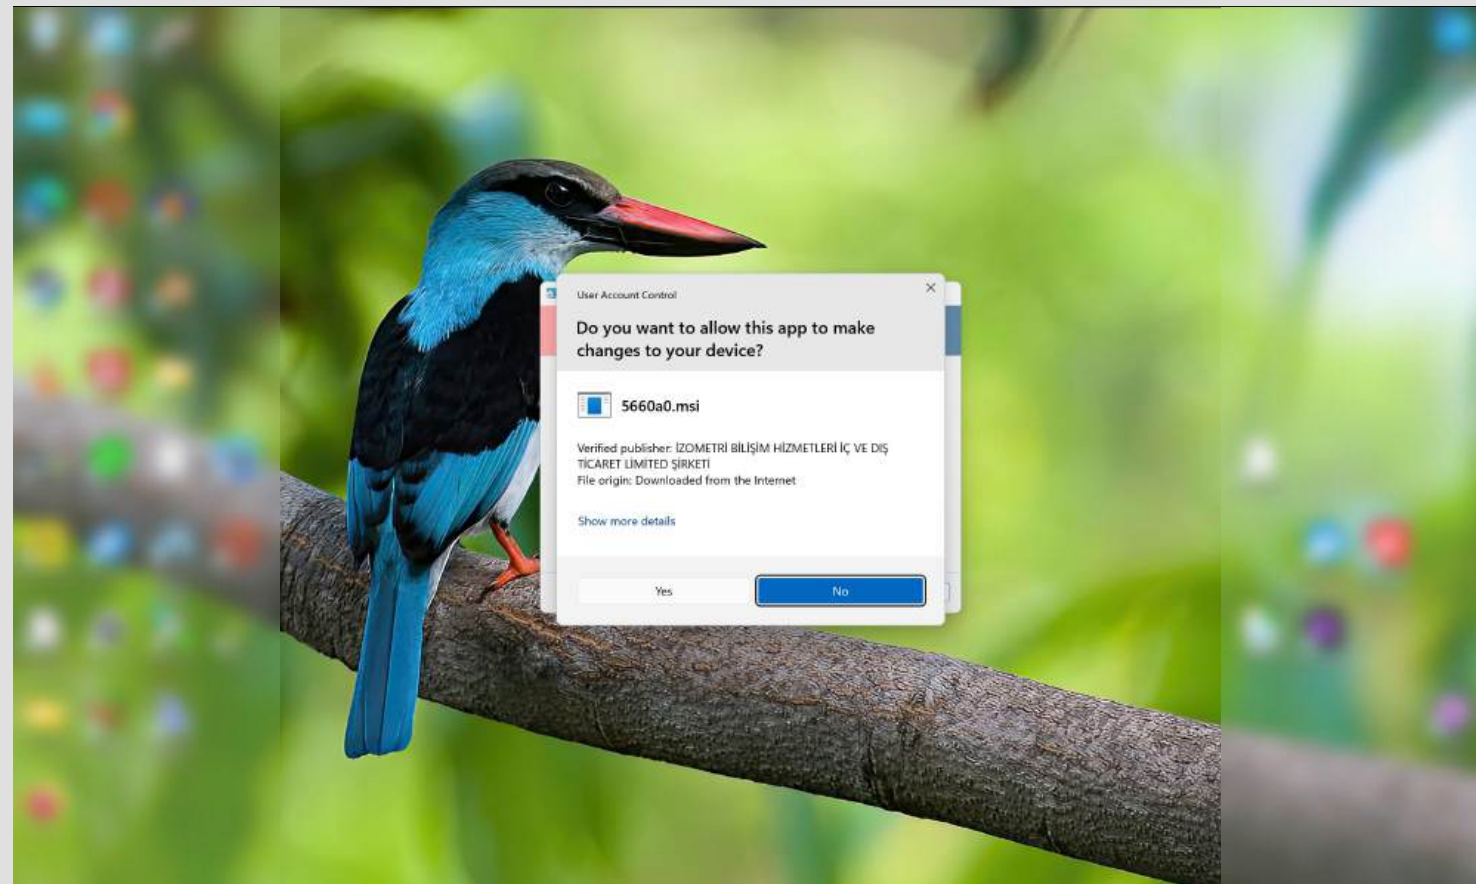 User Account Control
Do you want to allow this app to make
changes to your device?
5660a0.msi
Verified publisher: İZOMETRİ BİLİŞİM HİZMETLERİ İÇ VE DIŞ
TİCARET LİMİTED ŞİRKETİ
File origin: Downloaded from the Internet
Show more details
Yes
No